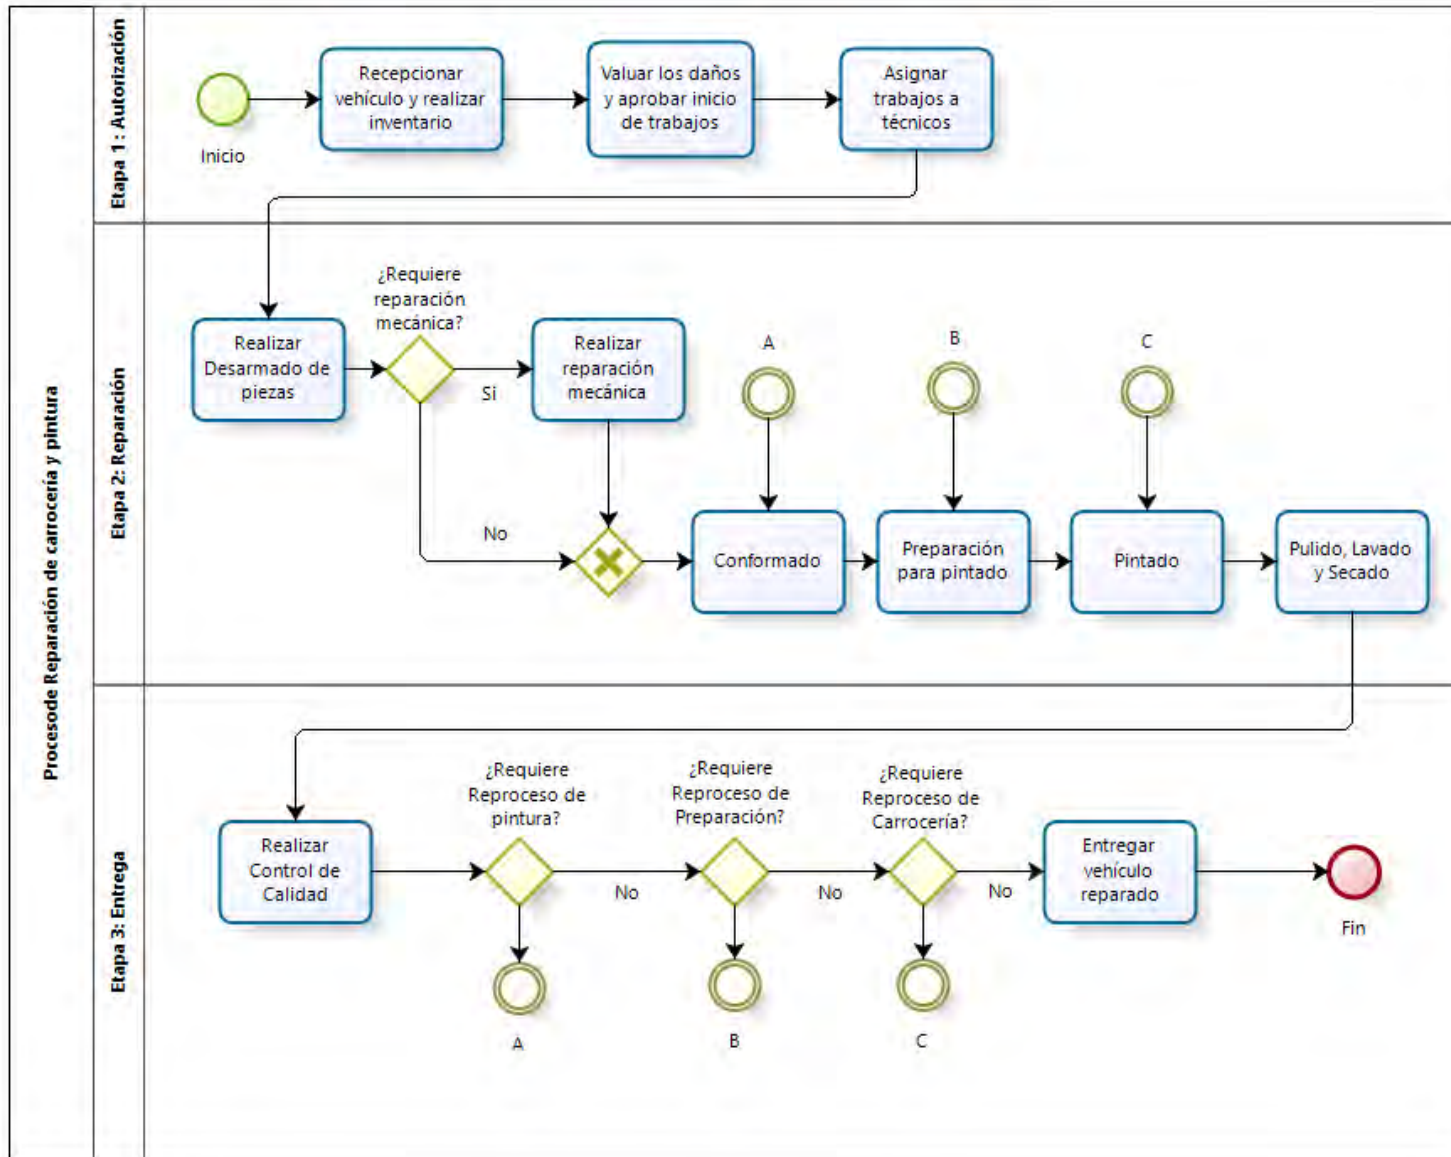 Procesode Reparación de carrocería y pintura
Etapa 1 : Autorización
Inicio
Recepcionar
vehículo y realizar
inventario
Valuar los daños
y aprobar inicio
de trabajos
Asignar
trabajos a
técnicos
Etapa 2: Reparación
Realizar
Desarmado de
piezas
¿Requiere
reparación
mecánica?
Si
No
Realizar
reparación
mecánica
A
B
C
Conformado
Preparación
para pintado
Pintado
Pulido, Lavado
y Secado
Etapa 3: Entrega
Realizar
Control de
Calidad
¿Requiere
Reproceso de
pintura?
No
A
¿Requiere
Reproceso de
Preparación?
No
B
¿Requiere
Reproceso de
Carrocería?
No
C
Entregar
vehículo
reparado
Fin